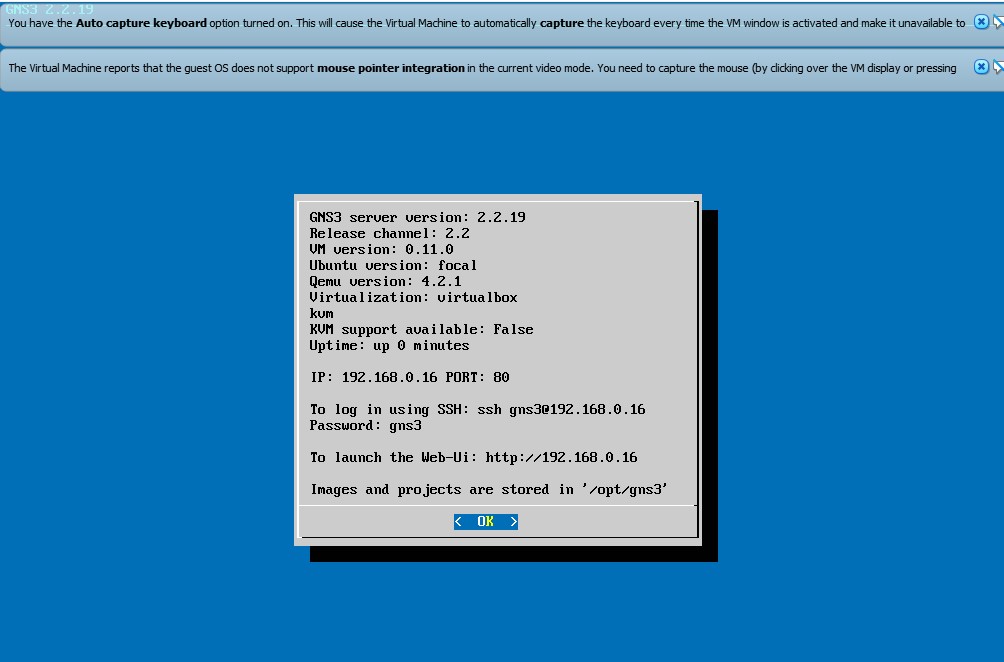 GNS3 2.2.19
You have the Auto capture keyboard option turned on. This will cause the Virtual Machine to automatically capture the keyboard every time the VM window is activated and make it unavailable to
The Virtual Machine reports that the guest OS does not support mouse pointer integration in the current video mode. You need to capture the mouse (by clicking over the VM display or pressing
GNS3 server version: 2.2.19
Release channel: 2.2
VM version: 0.11.0
Ubuntu version: focal
Qemu version: 4.2.1
Virtualization: virtualbox
kvm
KVM support available: False
Uptime: up 0 minutes
IP: 192.168.0.16 PORT: 80
To log in using SSH: ssh gns3@192.168.0.16
Password: gns3
To launch the Web-Ui: http://192.168.0.16
Images and projects are stored in '/opt/gns3'
< OK >